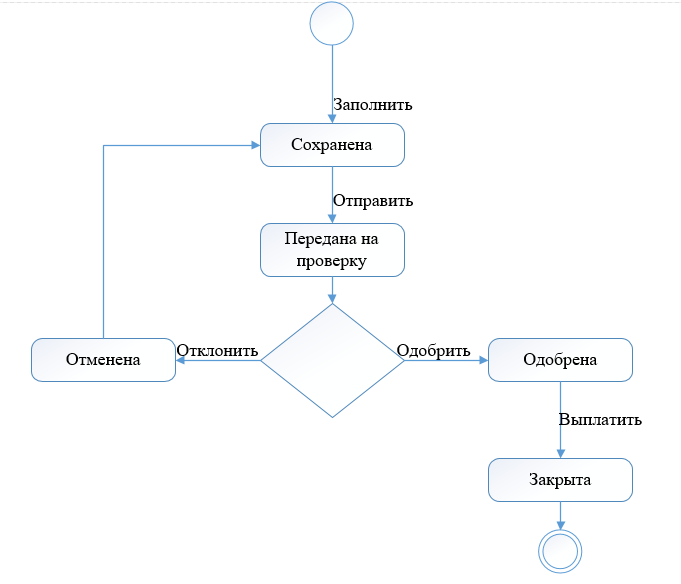 Заполнить
Сохранена
Отправить
Передана на
проверку
Отклонить
Одобрить
Отменена
Одобрена
Выплатить
Закрыта